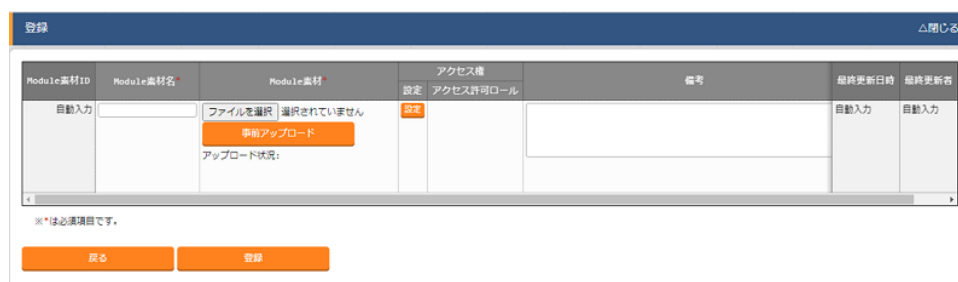 登録
△閉じる
Module素材ID Module素材名* Module素材* アクセス権 備考 最終更新日時 最終更新者
設定 アクセス許可ロール
自動入力 ファイルを選択 選択されていません 設定 自動入力 自動入力
事前アップロード
アップロード状況:
※*は必須項目です。
戻る 登録